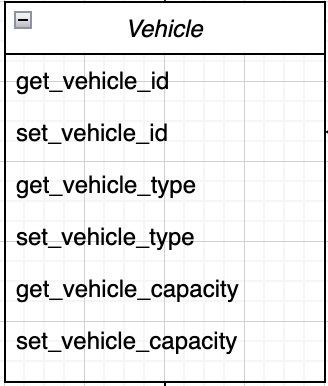 Vehicle
get_vehicle_id
set_vehicle_id
get_vehicle_type
set_vehicle_type
get_vehicle_capacity
set_vehicle_capacity